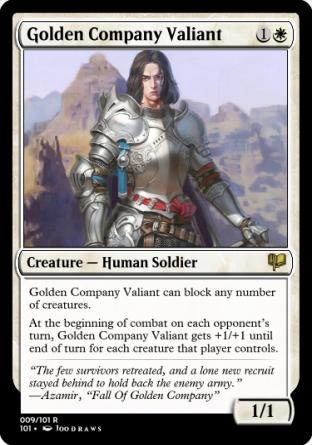 Golden Company Valiant 1
Creature — Human Soldier
Golden Company Valiant can block any number
of creatures.
At the beginning of combat on each opponent's
turn, Golden Company Valiant gets +1/+1 until
end of turn for each creature that player controls.
“The few survivors retreated, and a lone new recruit
stayed behind to hold back the enemy army.”
—Azamir, “Fall Of Golden Company”
1/1
009/101 R
101 • 100DRAWS